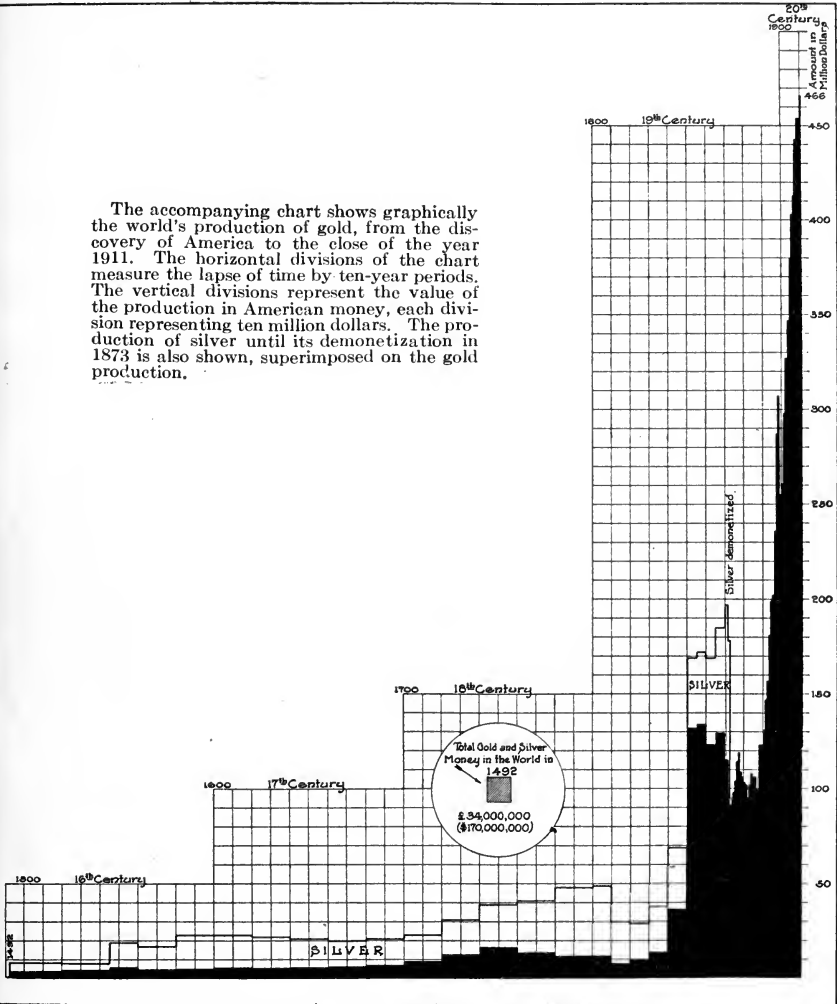 20th
Century
1900
Amount in
Million Dollars
466
1800 19th Century
450
The accompanying chart shows graphically
the world's production of gold, from the dis-
covery of America to the close of the year
1911. The horizontal divisions of the chart
measure the lapse of time by ten-year periods.
The vertical divisions represent the value of
the production in American money, each divi-
sion representing ten million dollars. The pro-
duction of silver until its demonetization in
1873 is also shown, superimposed on the gold
production.
400
350
300
250
Silver demonetized.
200
SILVER
1700 18th Century
150
Total Gold and Silver
Money in the World in
1492
£34,000,000
($170,000,000)
1600 17th Century
100
1500 16th Century
50
1492
SILVER